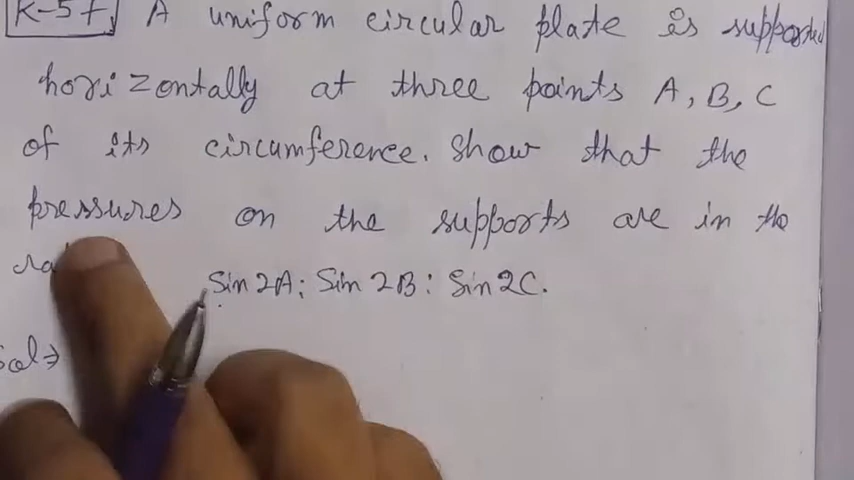 K-57, A uniform circular plate is supported
horizontally at three points A, B, C
of its circumference. Show that the
pressures on the supports are in the
Sin 2A : Sin 2B : Sin 2C.
Sol⇒